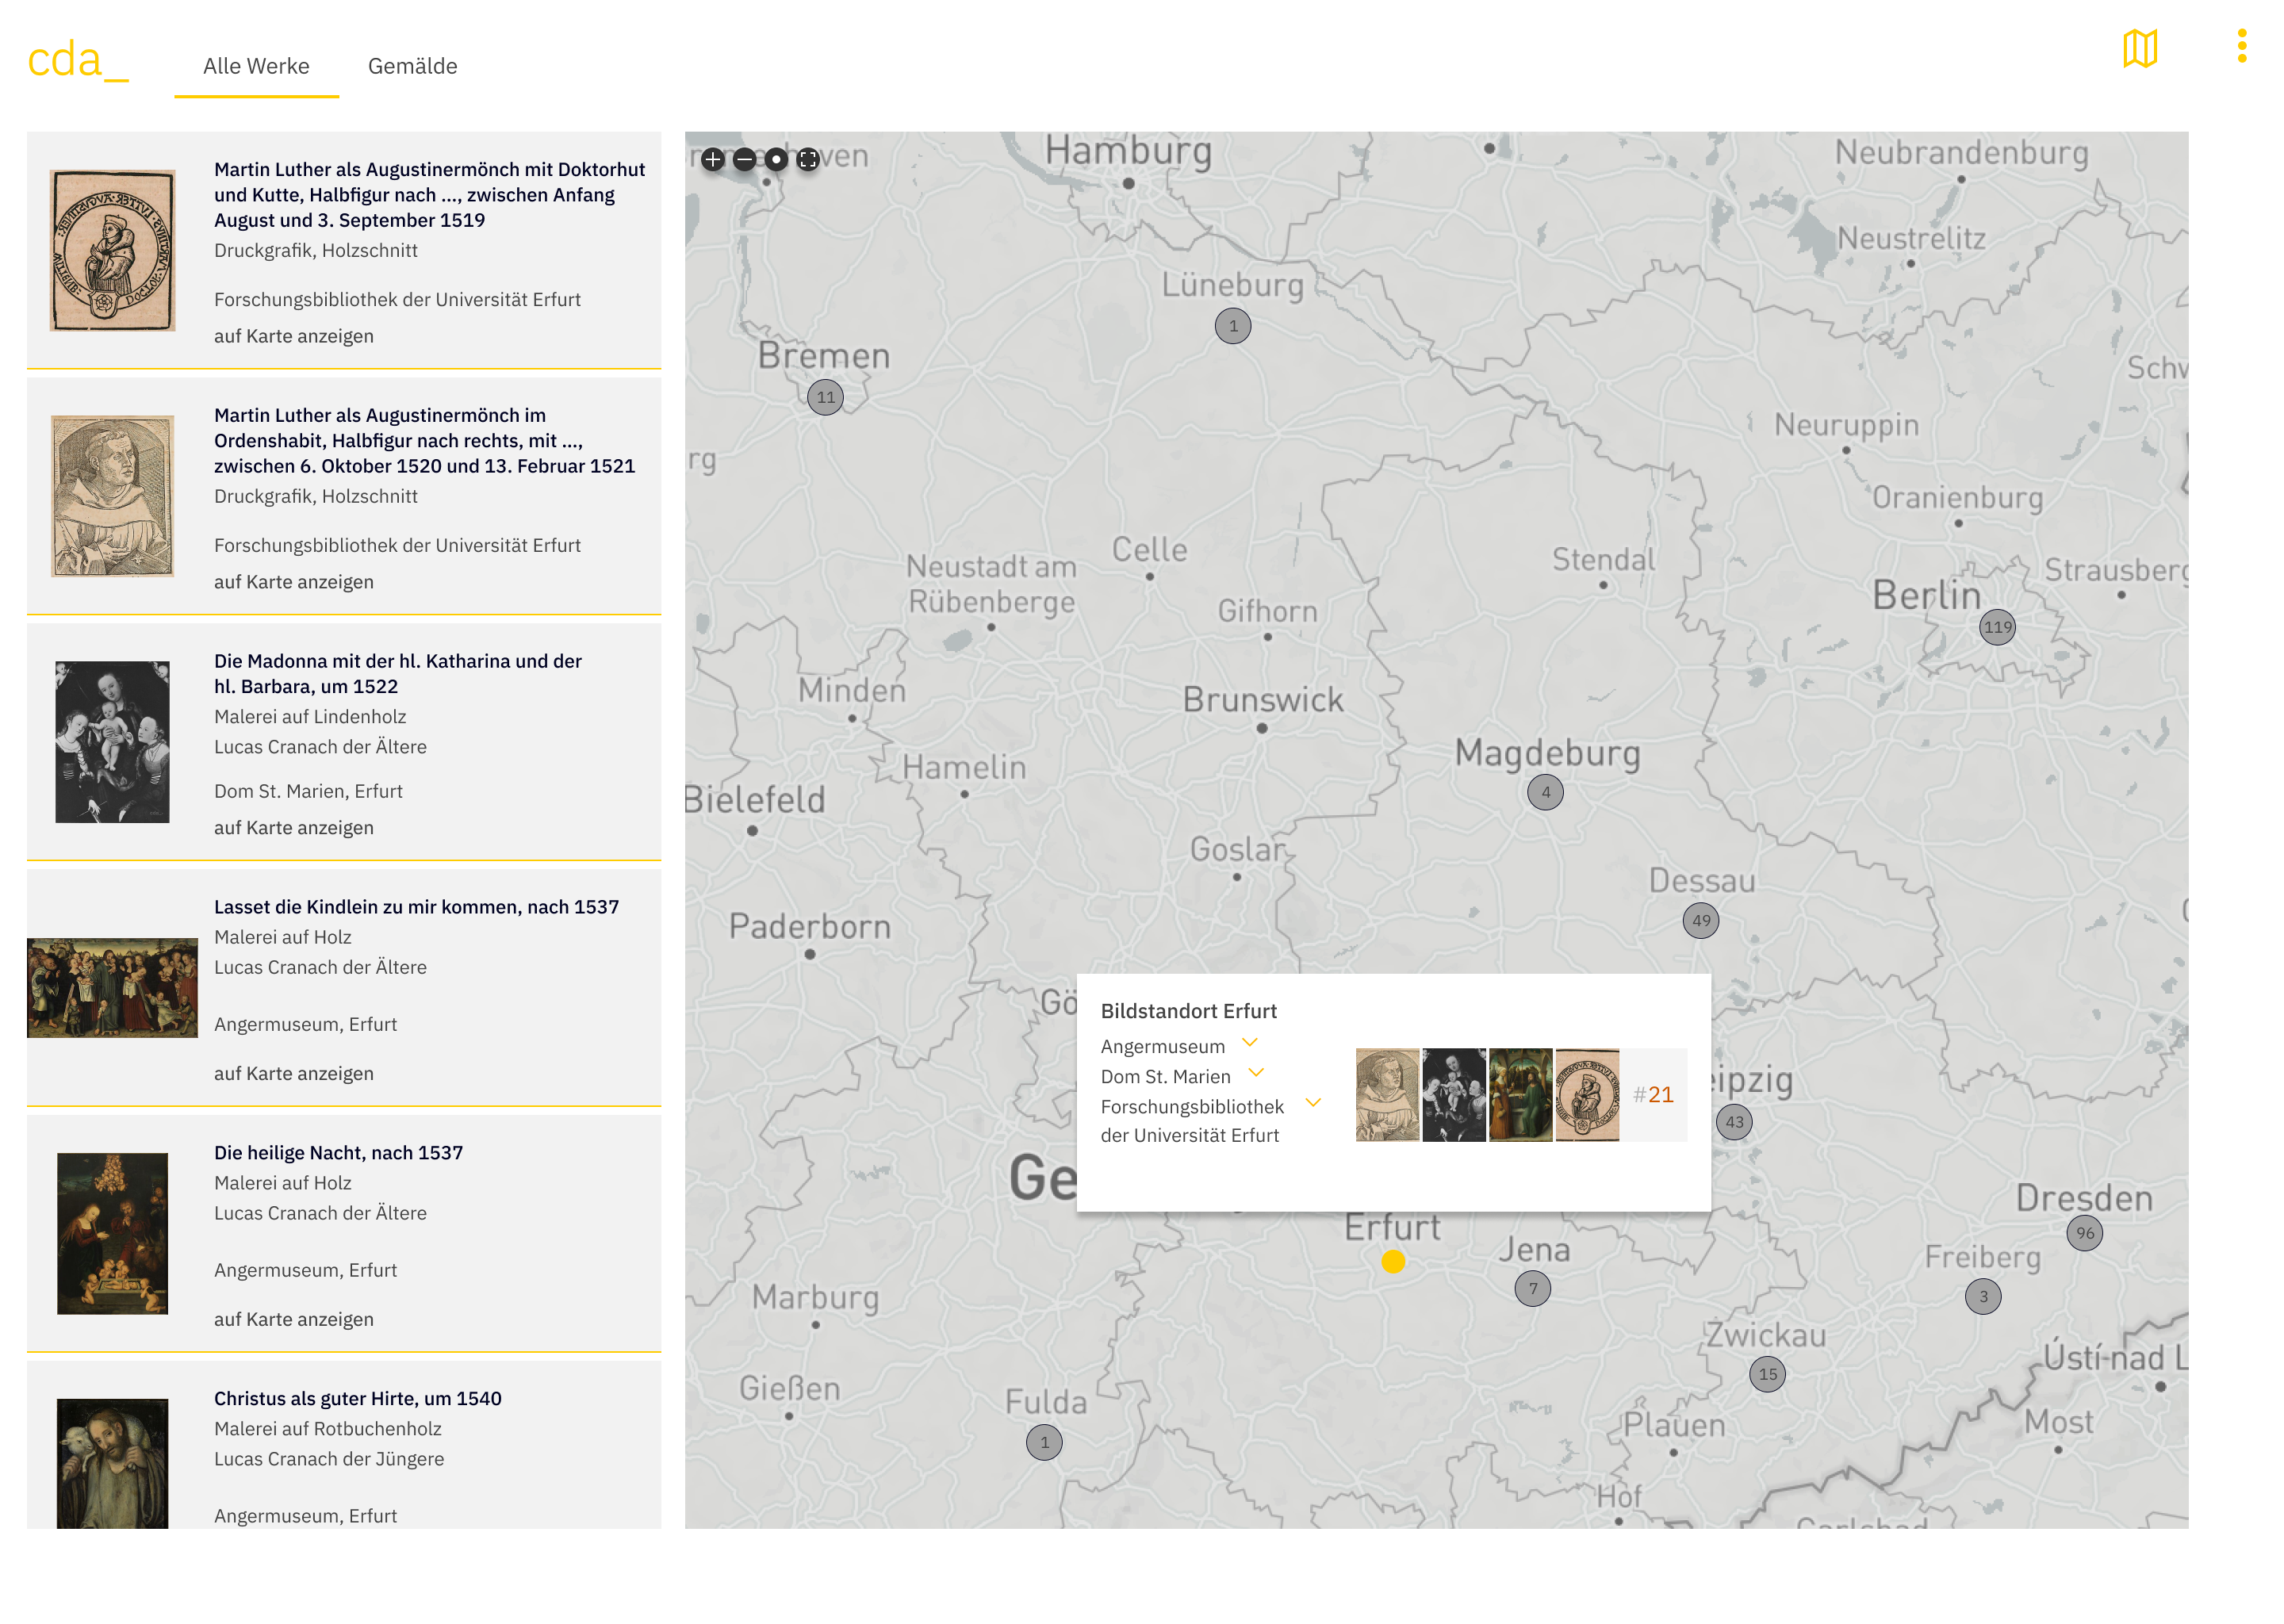 cda_
Alle Werke
Gemälde
Martin Luther als Augustinermönch mit Doktorhut
und Kutte, Halbfigur nach ..., zwischen Anfang
August und 3. September 1519
Druckgrafik, Holzschnitt
Forschungsbibliothek der Universität Erfurt
auf Karte anzeigen
Martin Luther als Augustinermönch im
Ordenshabit, Halbfigur nach rechts, mit ...,
zwischen 6. Oktober 1520 und 13. Februar 1521
Druckgrafik, Holzschnitt
Forschungsbibliothek der Universität Erfurt
auf Karte anzeigen
Die Madonna mit der hl. Katharina und der
hl. Barbara, um 1522
Malerei auf Lindenholz
Lucas Cranach der Ältere
Dom St. Marien, Erfurt
auf Karte anzeigen
Lasset die Kindlein zu mir kommen, nach 1537
Malerei auf Holz
Lucas Cranach der Ältere
Angermuseum, Erfurt
auf Karte anzeigen
Die heilige Nacht, nach 1537
Malerei auf Holz
Lucas Cranach der Ältere
Angermuseum, Erfurt
auf Karte anzeigen
Christus als guter Hirte, um 1540
Malerei auf Rotbuchenholz
Lucas Cranach der Jüngere
Angermuseum, Erfurt
ven
Hamburg
Neubrandenburg
Neustrelitz
Lüneburg
1
Bremen
11
Schw
Neuruppin
rg
Oranienburg
Celle
Neustadt am
Rübenberge
Stendal
Strausberg
Berlin
119
Gifhorn
Minden
Brunswick
Magdeburg
4
Hamelin
Bielefeld
Goslar
Dessau
49
Paderborn
Gö
Bildstandort Erfurt
Angermuseum
Dom St. Marien
Forschungsbibliothek
der Universität Erfurt
#21
eipzig
43
Ge
Dresden
96
Erfurt
Jena
7
Freiberg
3
Marburg
Zwickau
15
Ústí nad L
Gießen
Fulda
1
Plauen
Most
Hof
Carlsbad